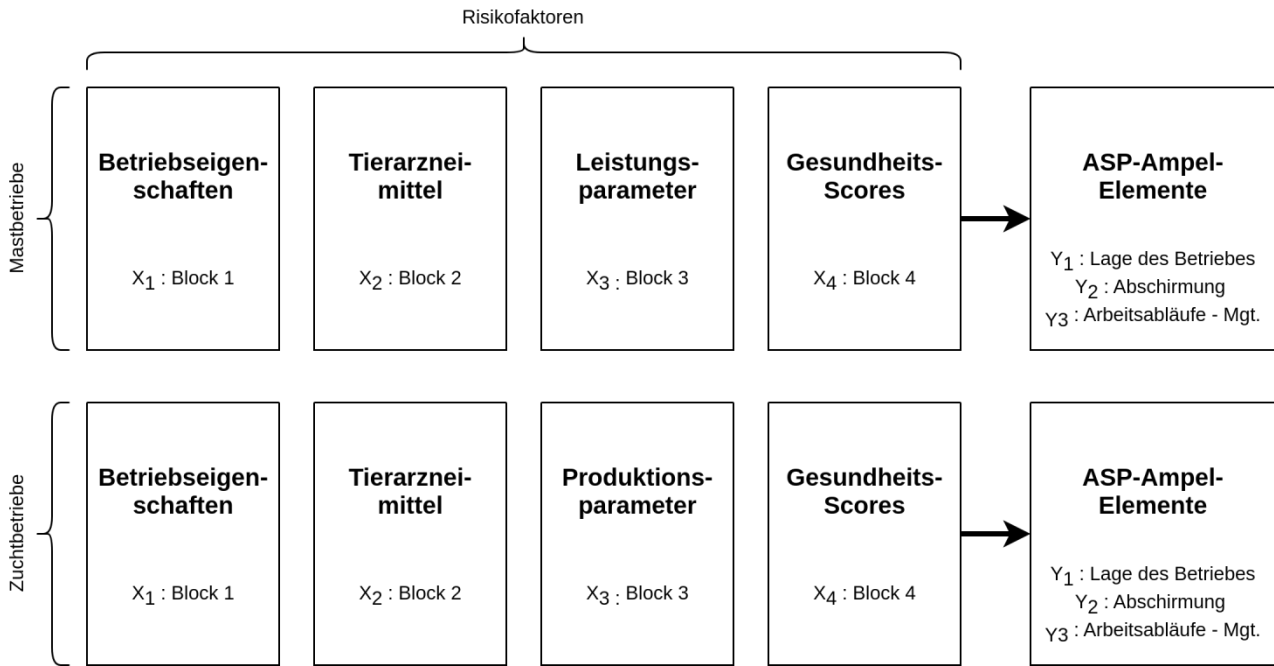 Risikofaktoren
Mastbetriebe
Betriebseigen-
schaften
X1 : Block 1
Tierarznei-
mittel
X2 : Block 2
Leistungs-
parameter
X3 : Block 3
Gesundheits-
Scores
X4 : Block 4
ASP-Ampel-
Elemente
Y1 : Lage des Betriebes
Y2 : Abschirmung
Y3 : Arbeitsabläufe - Mgt.
Zuchtbetriebe
Betriebseigen-
schaften
X1 : Block 1
Tierarznei-
mittel
X2 : Block 2
Produktions-
parameter
X3 : Block 3
Gesundheits-
Scores
X4 : Block 4
ASP-Ampel-
Elemente
Y1 : Lage des Betriebes
Y2 : Abschirmung
Y3 : Arbeitsabläufe - Mgt.